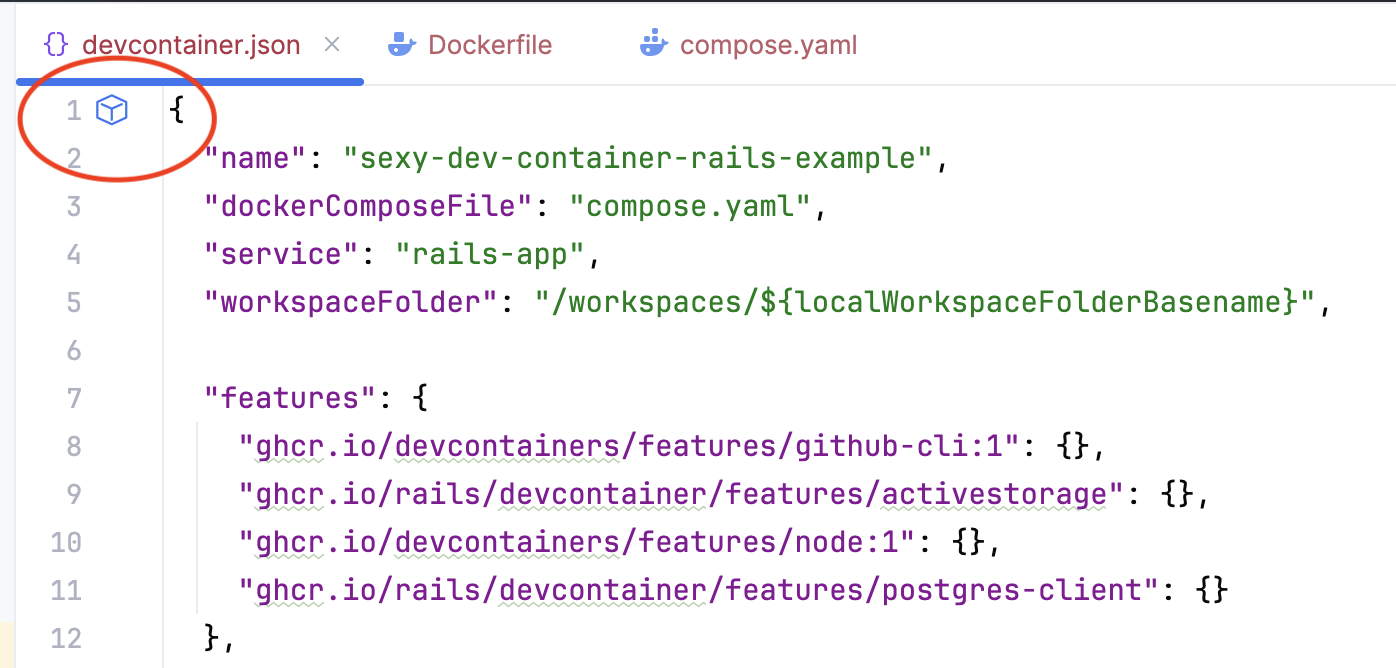 devcontainer.json Dockerfile compose.yaml
1 {
2 "name": "sexy-dev-container-rails-example",
3 "dockerComposeFile": "compose.yaml",
4 "service": "rails-app",
5 "workspaceFolder": "/workspaces/${localWorkspaceFolderBasename}",
6
7 "features": {
8 "ghcr.io/devcontainers/features/github-cli:1": {},
9 "ghcr.io/rails/devcontainer/features/activestorage": {},
10 "ghcr.io/devcontainers/features/node:1": {},
11 "ghcr.io/rails/devcontainer/features/postgres-client": {}
12 },